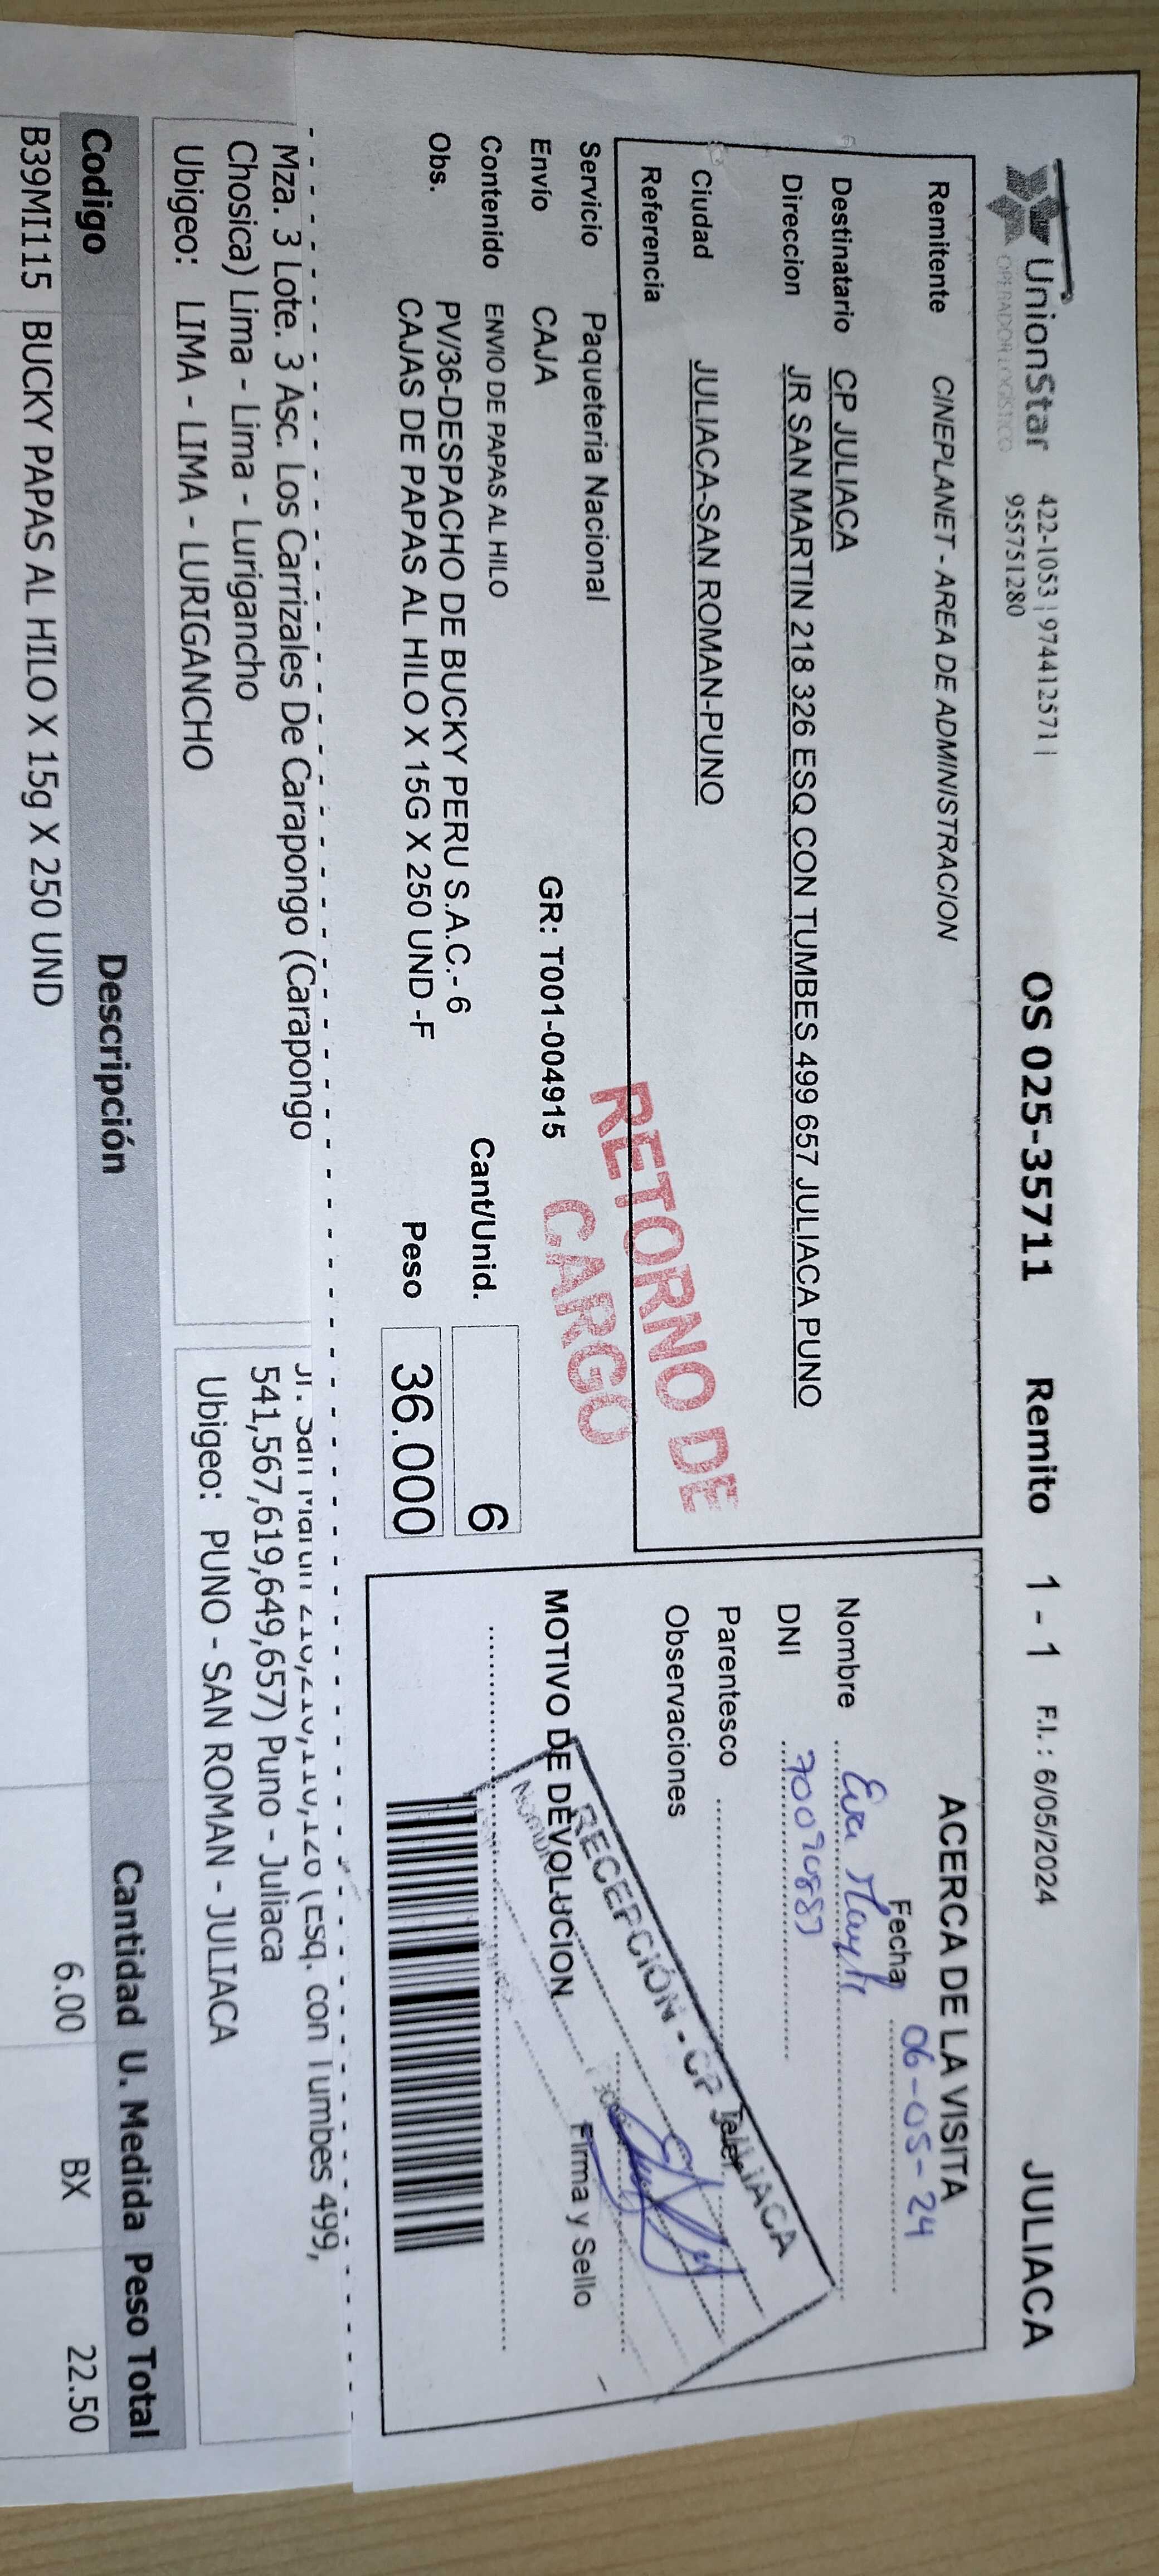 UnionStar
OPERADOR LOGÍSTICO
422-1053 | 974412571 |
955751280
OS 025-35711
Remito 1 - 1
F.I. : 6/05/2024
JULIACA
Remitente CINEPLANET - AREA DE ADMINISTRACION
Destinatario CP JULIACA
Direccion JR SAN MARTIN 218 326 ESQ CON TUMBES 499 657 JULIACA PUNO
Ciudad JULIACA-SAN ROMAN-PUNO
Referencia
RETORNO DE
CARGO
Servicio Paqueteria Nacional
Envío CAJA GR: T001-004915
Contenido ENVIO DE PAPAS AL HILO Cant/Unid. 6
Obs. PV/36-DESPACHO DE BUCKY PERU S.A.C.- 6
CAJAS DE PAPAS AL HILO X 15G X 250 UND -F Peso 36.000
ACERCA DE LA VISITA
Fecha 06-05-24
Nombre
DNI
Parentesco
Observaciones
RECEPCIÓN - CP JULIACA
MOTIVO DE DEVOLUCION
Firma y Sello
Mza. 3 Lote. 3 Asc. Los Carrizales De Carapongo (Carapongo
Chosica) Lima - Lima - Lurigancho
Ubigeo: LIMA - LIMA - LURIGANCHO
(Esq. con Tumbes 499,
541,567,619,649,657) Puno - Juliaca
Ubigeo: PUNO - SAN ROMAN - JULIACA
Codigo Descripción Cantidad U. Medida Peso Total
B39MI115 BUCKY PAPAS AL HILO X 15g X 250 UND 6.00 BX 22.50